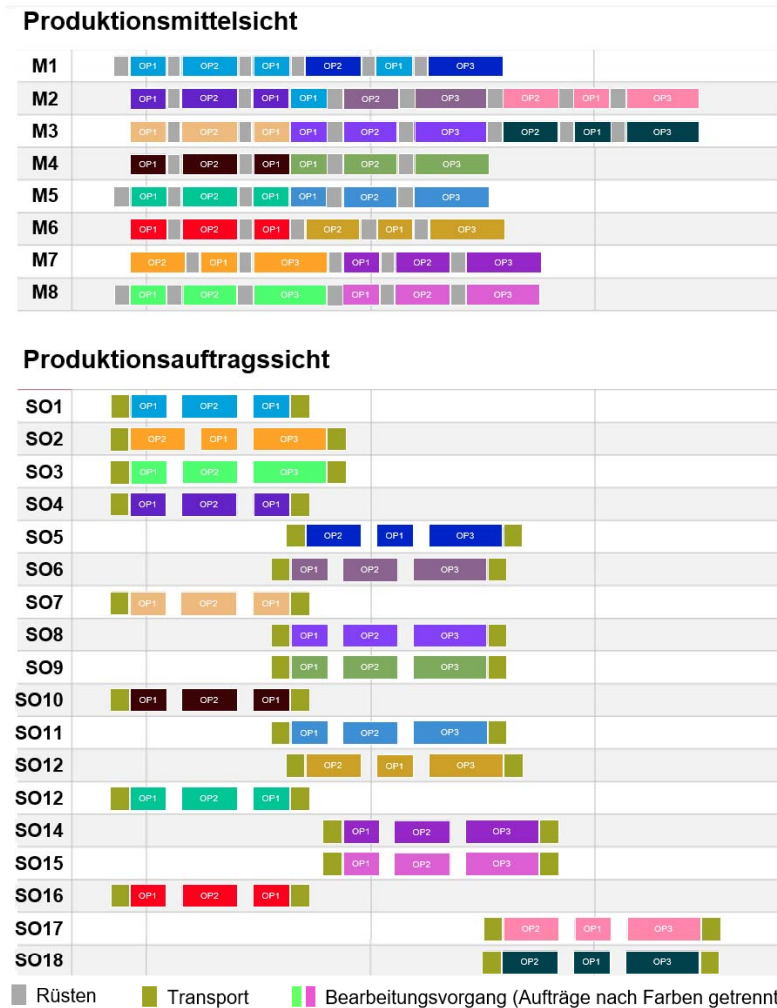 Produktionsmittelsicht
M1 OP1 OP2 OP1 OP2 OP1 OP3
M2 OP1 OP2 OP1 OP1 OP2 OP3 OP2 OP1 OP3
M3 OP1 OP2 OP1 OP1 OP2 OP3 OP2 OP1 OP3
M4 OP1 OP2 OP1 OP1 OP2 OP3
M5 OP1 OP2 OP1 OP1 OP2 OP3
M6 OP1 OP2 OP1 OP2 OP1 OP3
M7 OP2 OP1 OP3 OP1 OP2 OP3
M8 OP1 OP2 OP3 OP1 OP2 OP3
Produktionsauftragssicht
SO1 OP1 OP2 OP1
SO2 OP2 OP1 OP3
SO3 OP1 OP2 OP3
SO4 OP1 OP2 OP1
SO5 OP2 OP1 OP3
SO6 OP1 OP2 OP3
SO7 OP1 OP2 OP1
SO8 OP1 OP2 OP3
SO9 OP1 OP2 OP3
SO10 OP1 OP2 OP1
SO11 OP1 OP2 OP3
SO12 OP2 OP1 OP3
SO12 OP1 OP2 OP1
SO14 OP1 OP2 OP3
SO15 OP1 OP2 OP3
SO16 OP1 OP2 OP1
SO17 OP2 OP1 OP3
SO18 OP2 OP1 OP3
Rüsten Transport Bearbeitungsvorgang (Aufträge nach Farben getrennt